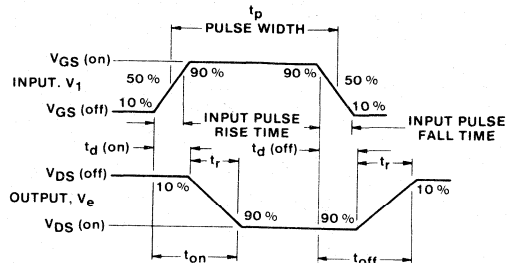 tp
PULSE WIDTH
VGS (on)
50 % 90 % 90 % 50 %
INPUT, V1
VGS (off) 10 % 10 %
INPUT PULSE RISE TIME
INPUT PULSE FALL TIME
td (on) td (off)
tr tr
VDS (off)
10 % 10 %
OUTPUT, Ve
VDS (on) 90 % 90 %
ton toff